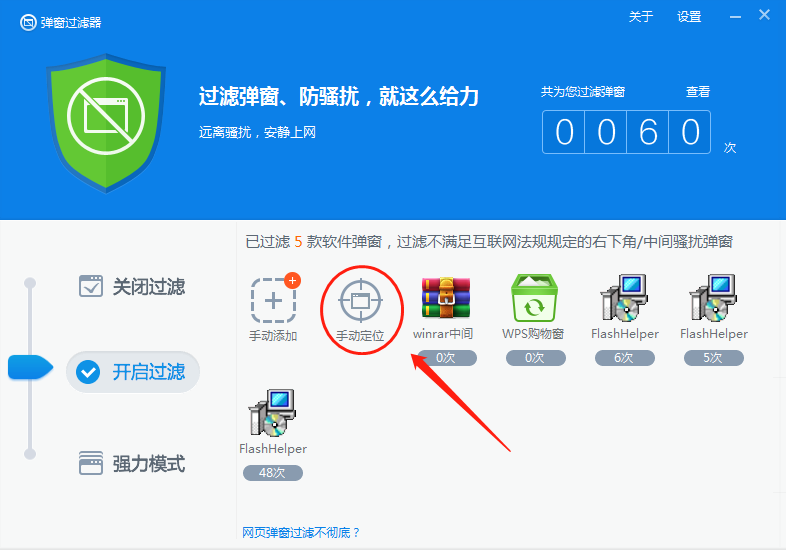 弹窗过滤器
关于 设置
过滤弹窗、防骚扰，就这么给力
远离骚扰，安静上网
共为您过滤弹窗 查看
0 0 6 0 次
已过滤 5 款软件弹窗，过滤不满足互联网法规规定的右下角/中间骚扰弹窗
关闭过滤
开启过滤
强力模式
手动添加 手动定位 winrar中间 WPS购物窗 FlashHelper FlashHelper
0次 0次 6次 5次
FlashHelper
48次
网页弹窗过滤不彻底？